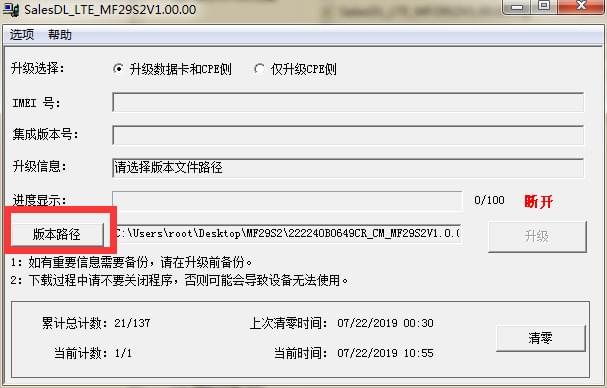 SalesDL_LTE_MF29S2V1.00.00
选项 帮助
升级选择： 升级数据卡和CPE侧 仅升级CPE侧
IMEI 号：
集成版本号：
升级信息： 请选择版本文件路径
进度显示： 0/100 断开
版本路径 C:\Users\root\Desktop\MF29S2\222240B0649CR_CM_MF29S2V1.0.0 升级
1：如有重要信息需要备份，请在升级前备份。
2：下载过程中请不要关闭程序，否则可能会导致设备无法使用。
累计总计数：21/137 上次清零时间： 07/22/2019 00:30
当前计数：1/1 当前时间： 07/22/2019 10:55 清零